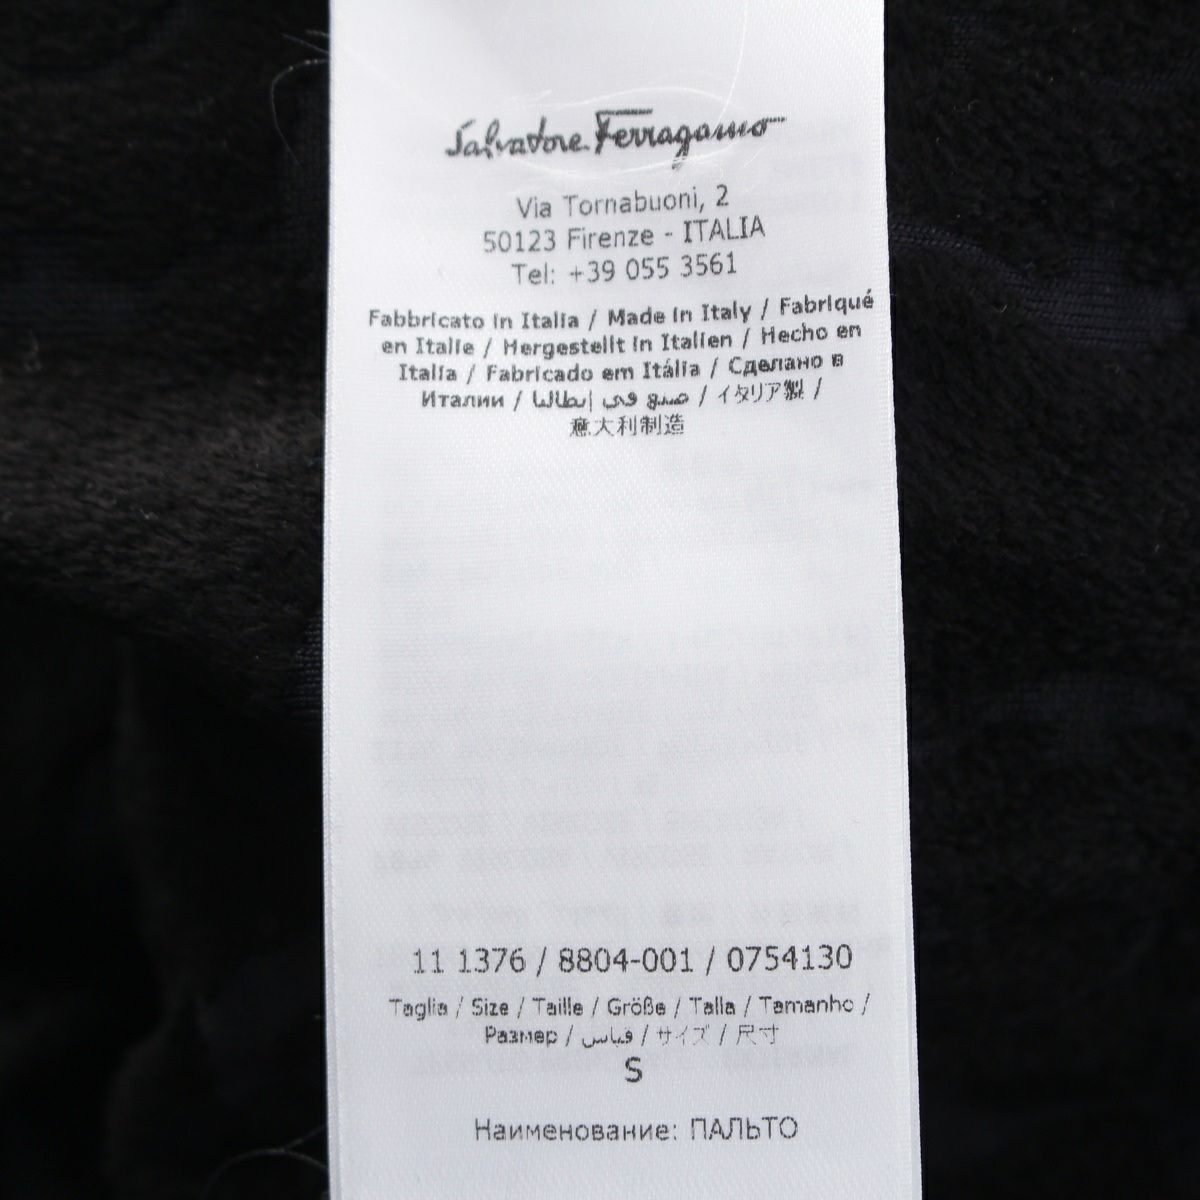 Salvatore Ferragamo
Via Tornabuoni, 2
50123 Firenze - ITALIA
Tel: +39 055 3561
Fabbricato in Italia / Made in Italy / Fabriqué
en Italie / Hergestellt in Italien / Hecho en
Italia / Fabricado em Itália / Сделано в
Италии / صنع في إيطاليا / イタリア製 /
意大利制造
11 1376 / 8804-001 / 0754130
Taglia / Size / Taille / Größe / Talla / Tamanho /
Размер / قياس / サイズ / 尺寸
S
Наименование: ПАЛЬТО